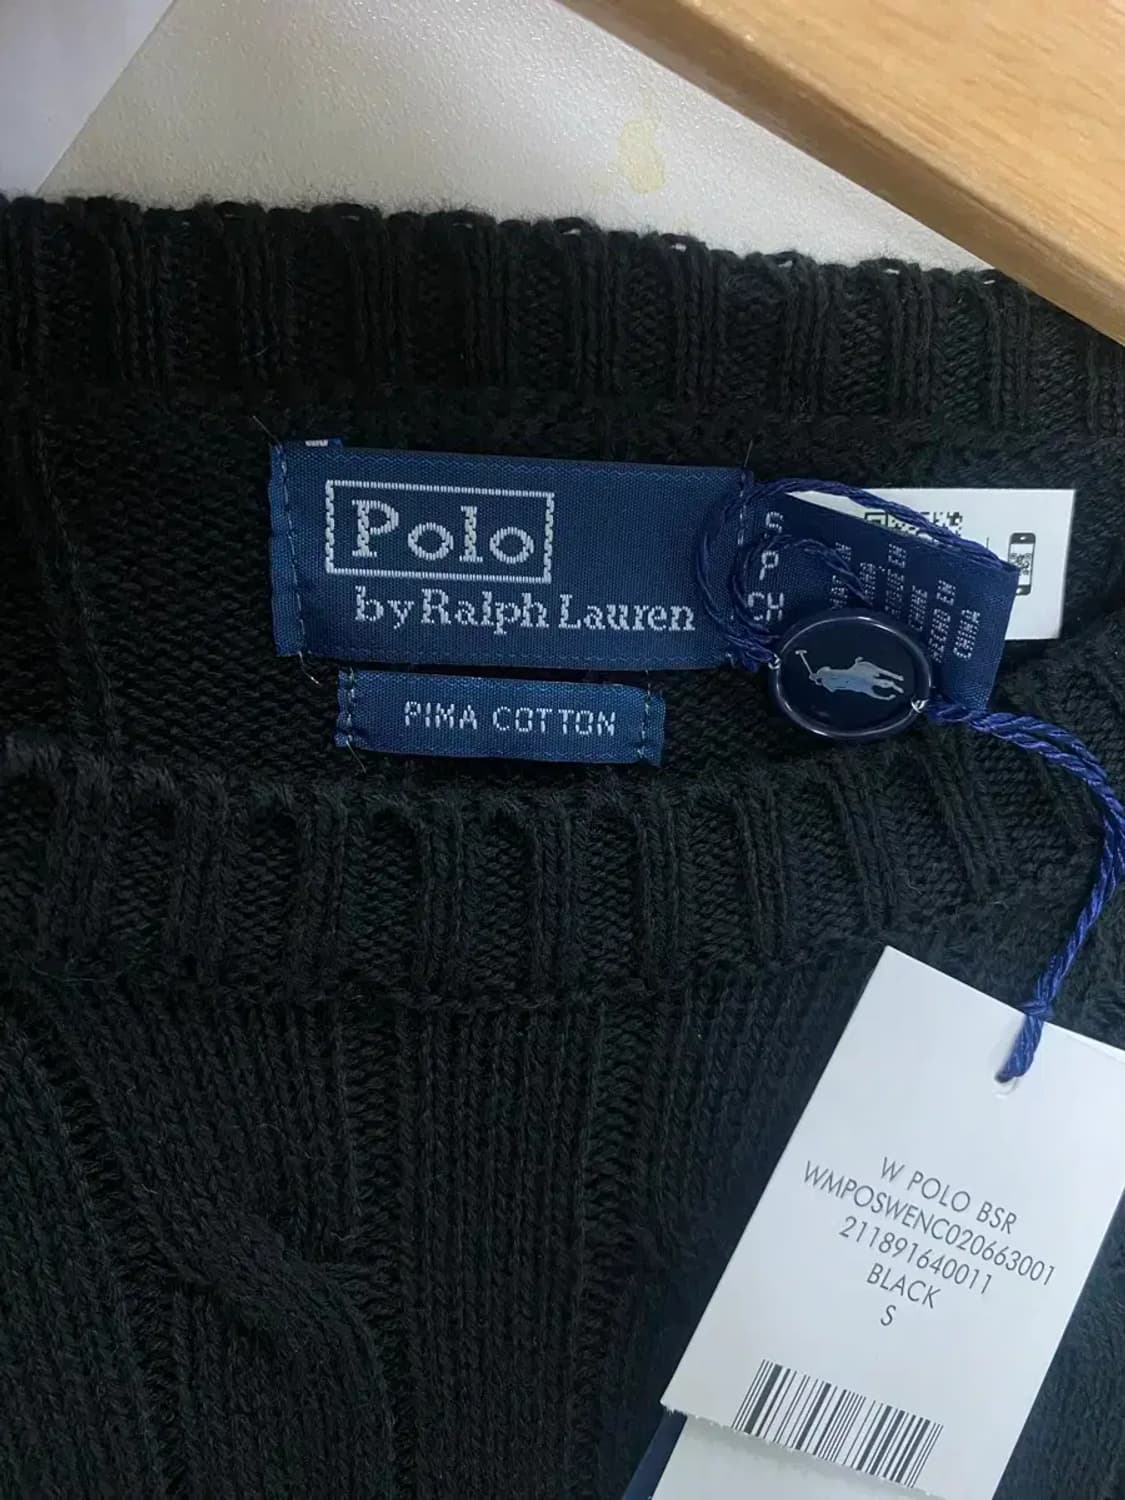 Polo
by Ralph Lauren
PIMA COTTON
S
P
CH
W POLO BSR
WMPOSWENC020663001
211891640011
BLACK
S